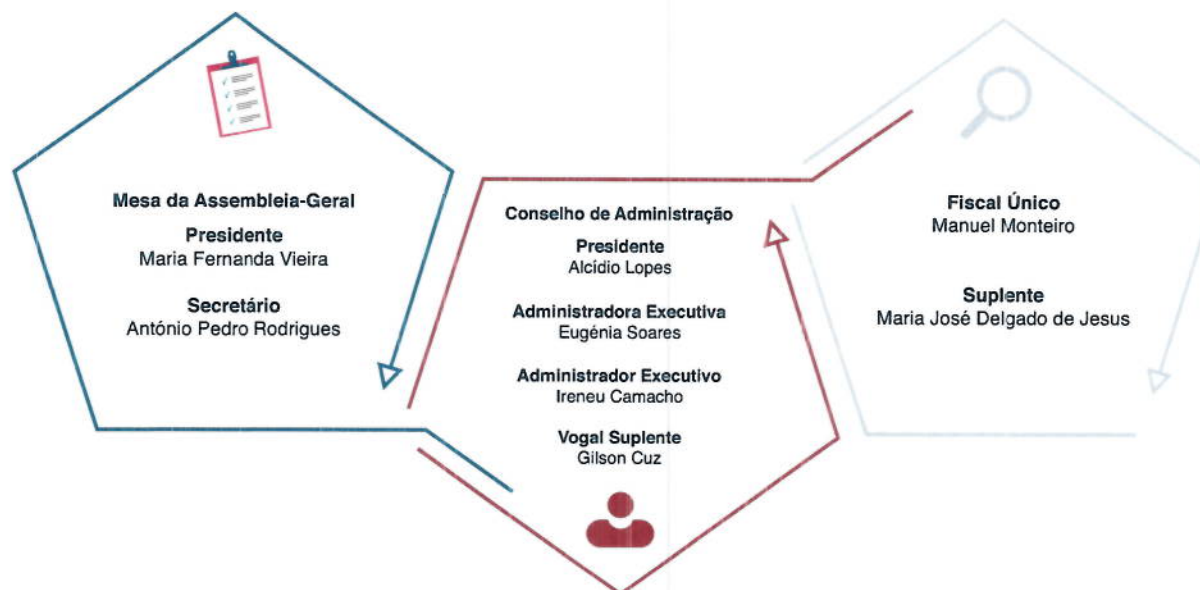 Mesa da Assembleia-Geral
Presidente
Maria Fernanda Vieira
Secretário
António Pedro Rodrigues
Conselho de Administração
Presidente
Alcídio Lopes
Administradora Executiva
Eugénia Soares
Administrador Executivo
Ireneu Camacho
Vogal Suplente
Gilson Cuz
Fiscal Único
Manuel Monteiro
Suplente
Maria José Delgado de Jesus